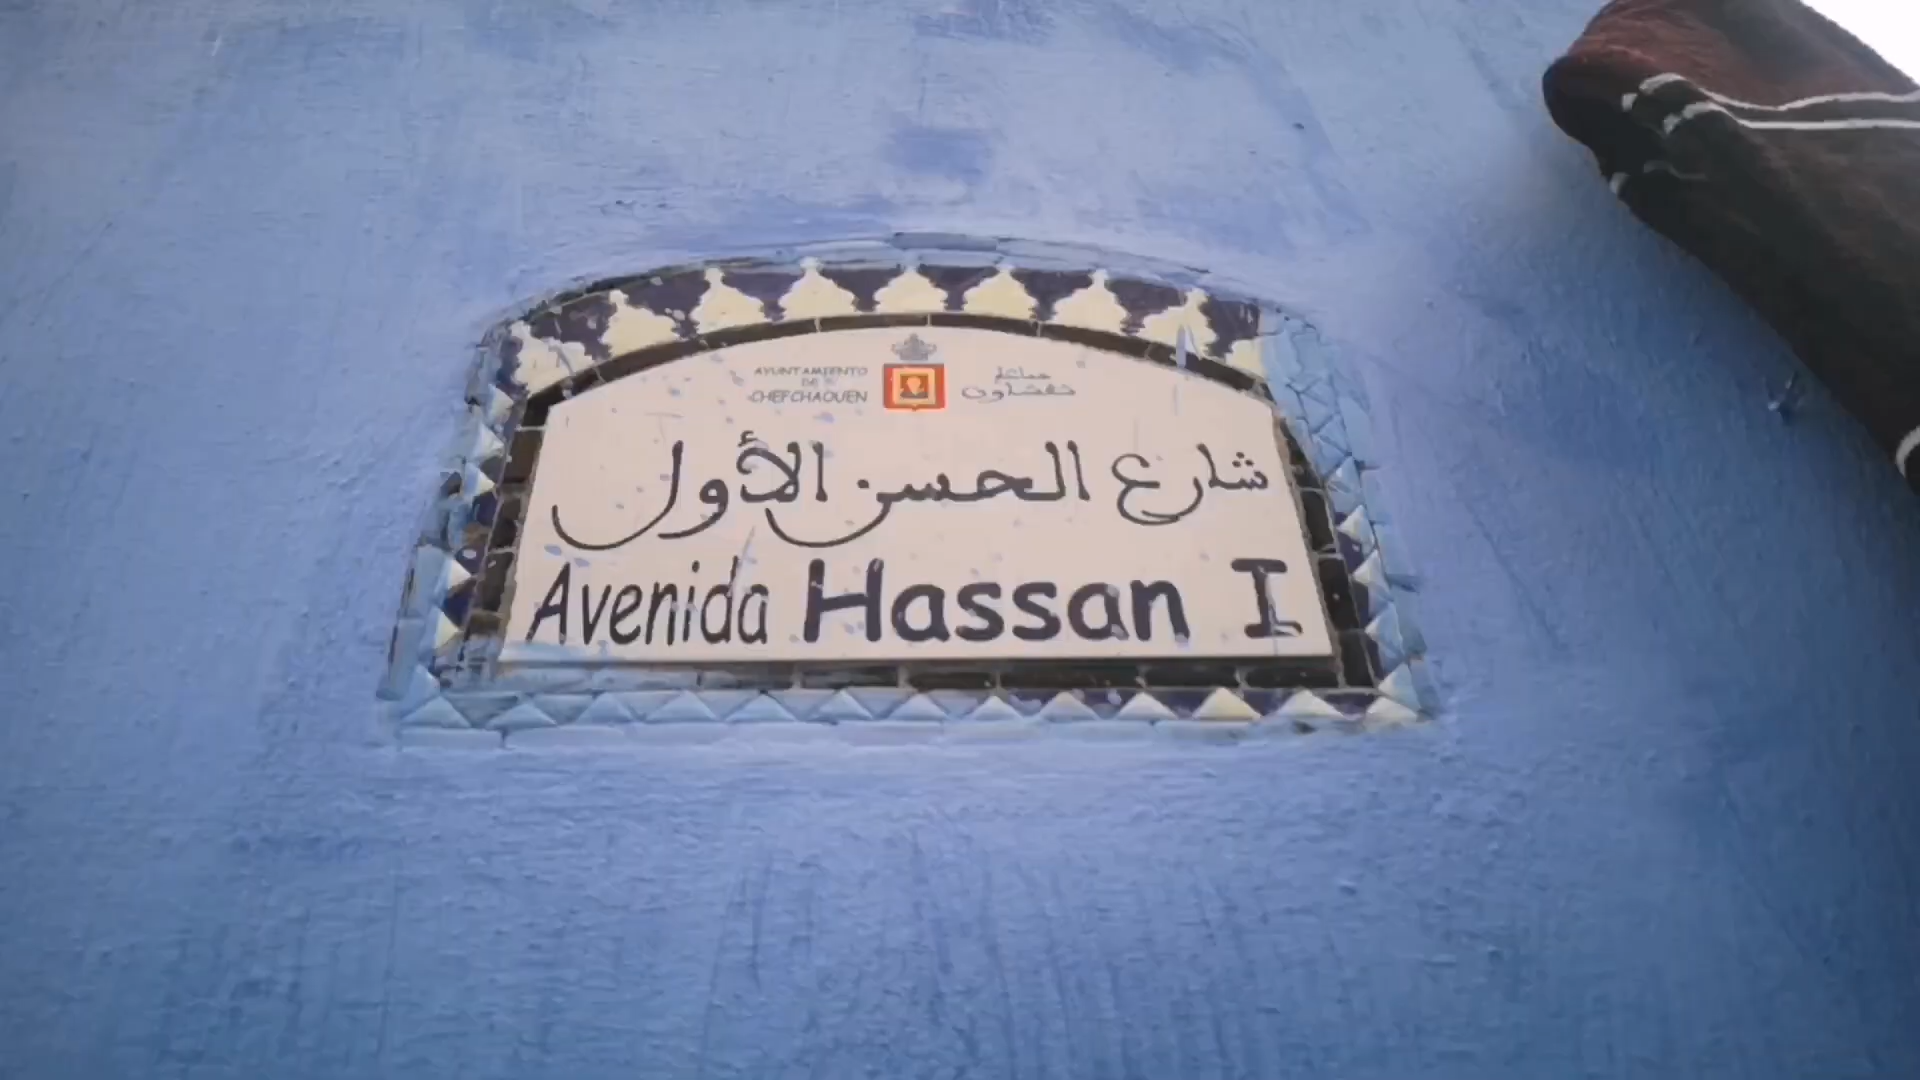 AYUNTAMIENTO
DE
CHEFCHAOUEN
جماعة
شفشاون
شارع الحسن الأول
Avenida Hassan I